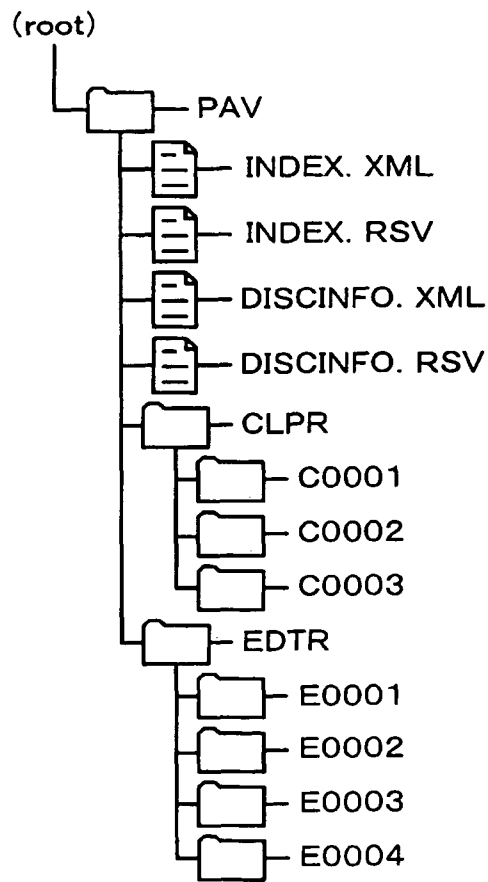 (root)
PAV
INDEX. XML
INDEX. RSV
DISCINFO. XML
DISCINFO. RSV
CLPR
C0001
C0002
C0003
EDTR
E0001
E0002
E0003
E0004